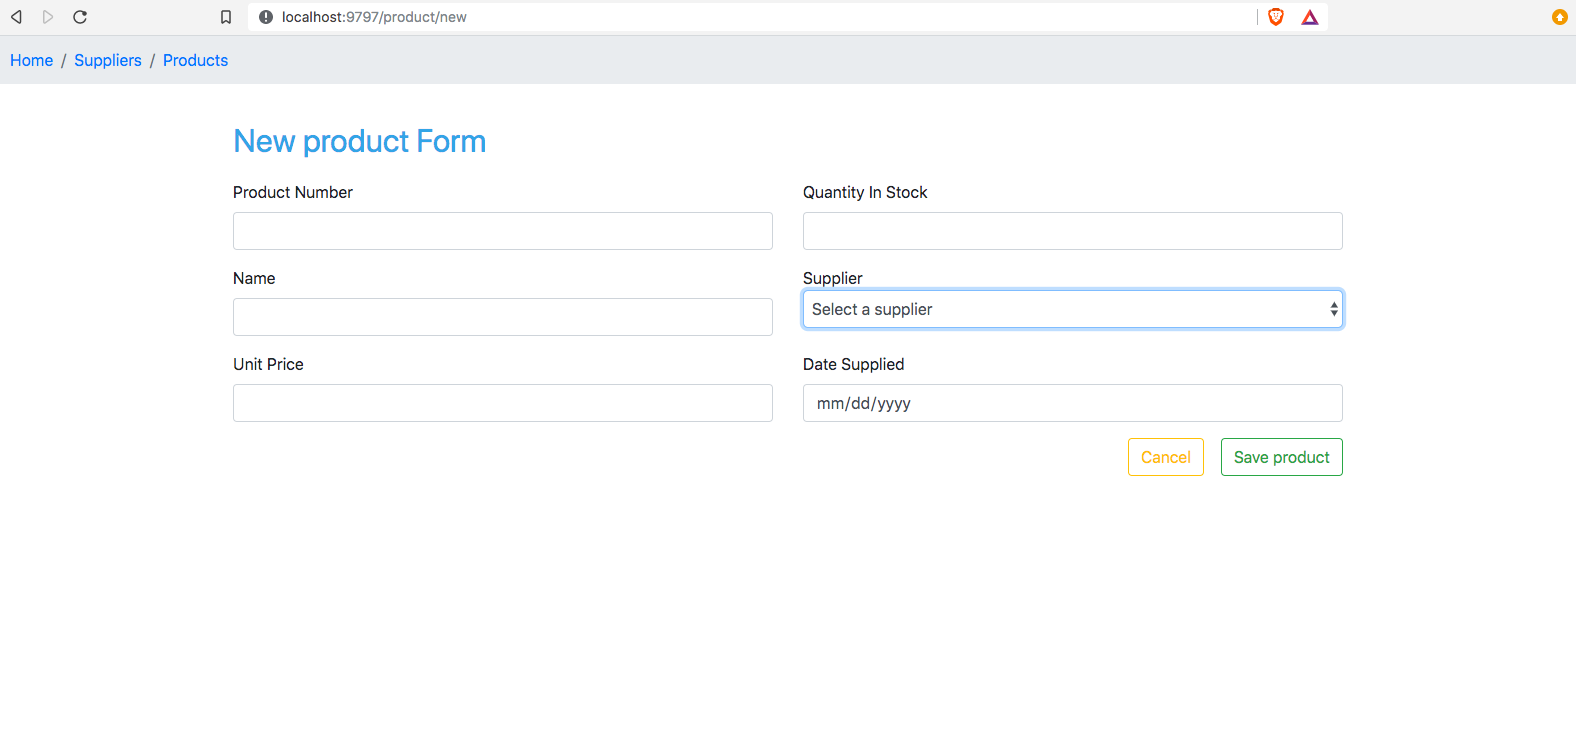 localhost:9797/product/new
Home / Suppliers / Products
New product Form
Product Number
Quantity In Stock
Name
Supplier
Select a supplier
Unit Price
Date Supplied
mm/dd/yyyy
Cancel
Save product